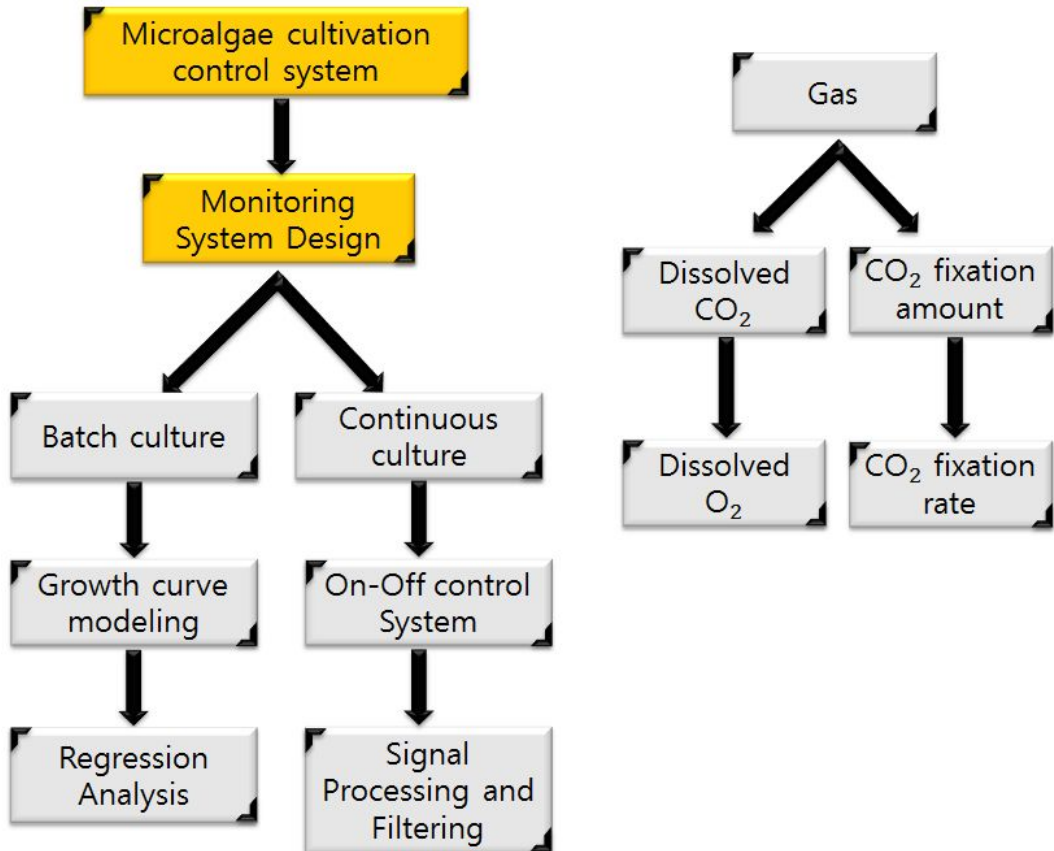 Microalgae cultivation
control system
Monitoring
System Design
Batch culture
Continuous
culture
Growth curve
modeling
On-Off control
System
Regression
Analysis
Signal
Processing and
Filtering
Gas
Dissolved
CO₂
CO₂ fixation
amount
Dissolved
O₂
CO₂ fixation
rate